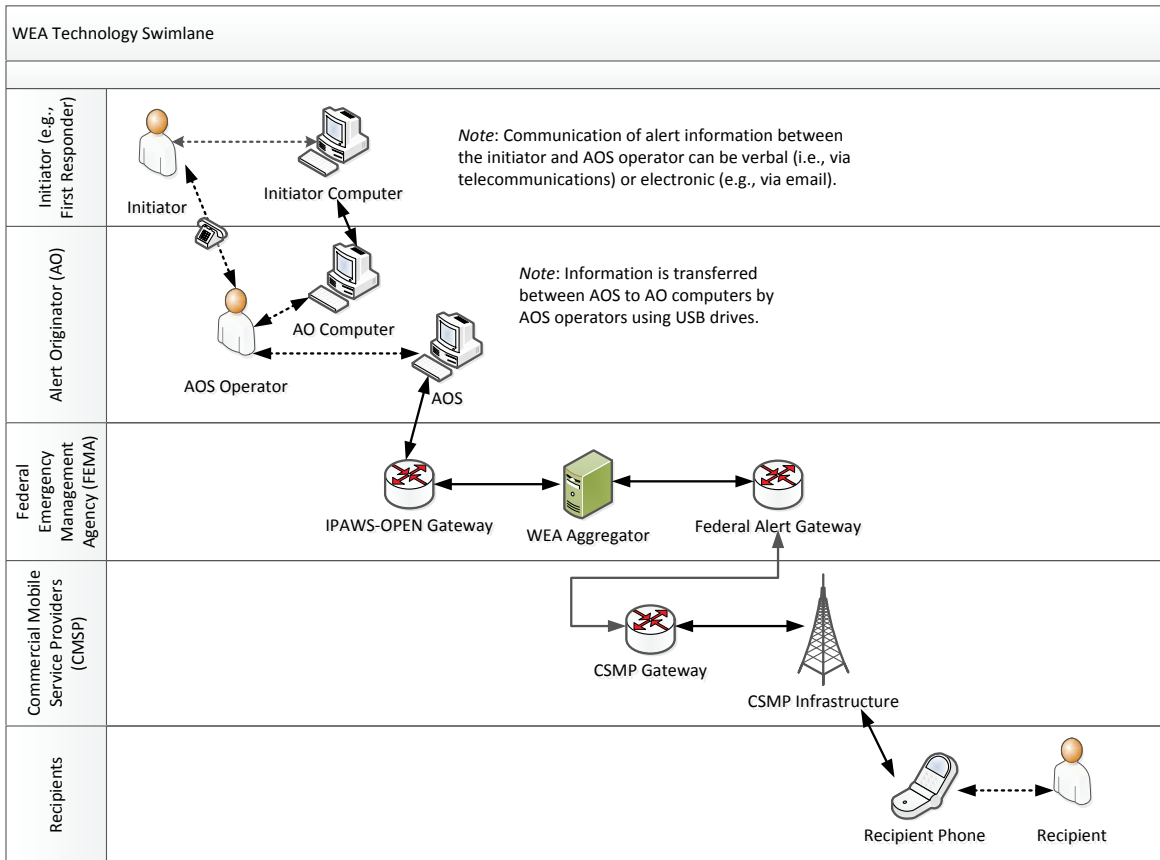 WEA Technology Swimlane
Initiator (e.g.,
First Responder)
Initiator
Initiator Computer
Note: Communication of alert information between
the initiator and AOS operator can be verbal (i.e., via
telecommunications) or electronic (e.g., via email).
Alert Originator (AO)
AOS Operator
AO Computer
AOS
Note: Information is transferred
between AOS to AO computers by
AOS operators using USB drives.
Federal
Emergency
Management
Agency (FEMA)
IPAWS-OPEN Gateway
WEA Aggregator
Federal Alert Gateway
Commercial Mobile
Service Providers
(CMSP)
CSMP Gateway
CSMP Infrastructure
Recipients
Recipient Phone
Recipient